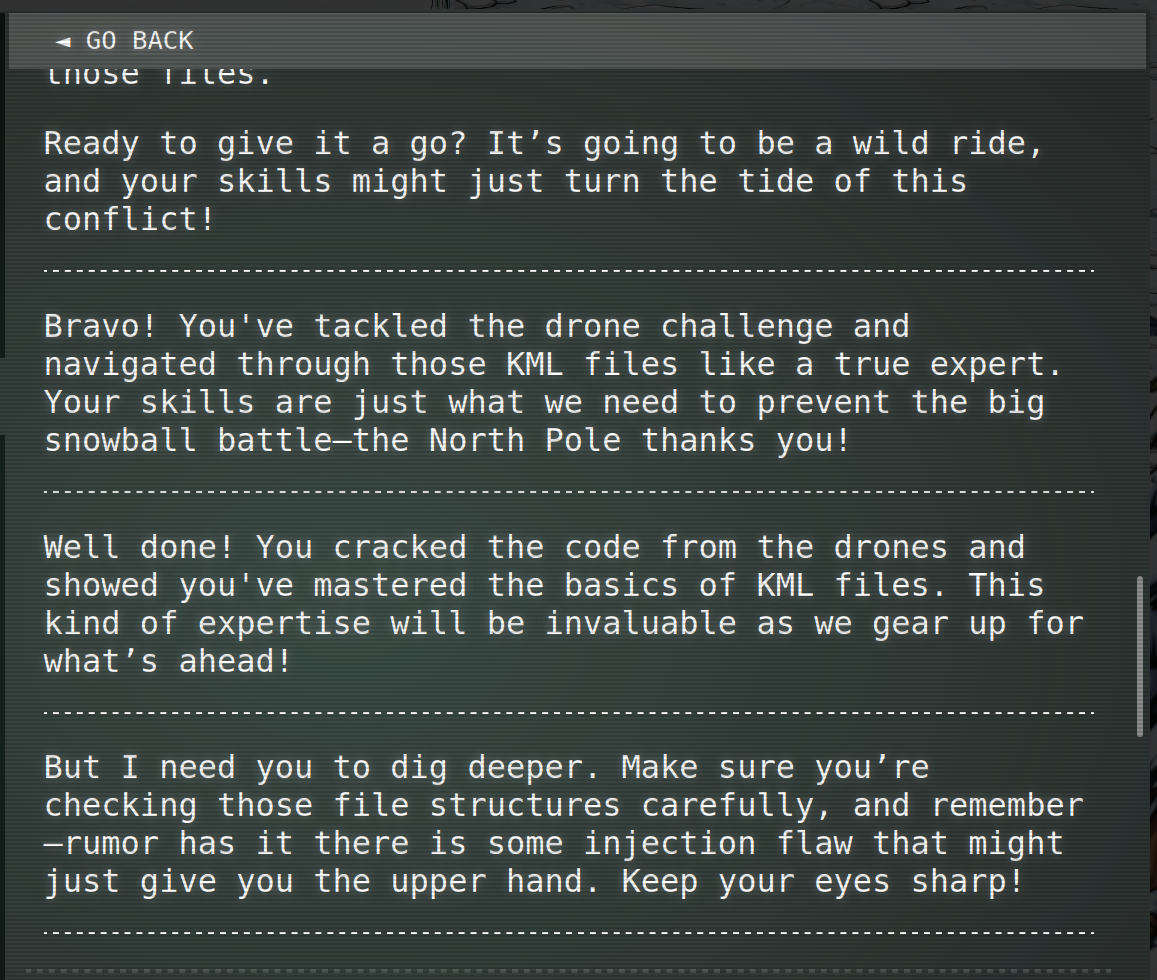 ◄ GO BACK
those files.
Ready to give it a go? It’s going to be a wild ride,
and your skills might just turn the tide of this
conflict!
Bravo! You've tackled the drone challenge and
navigated through those KML files like a true expert.
Your skills are just what we need to prevent the big
snowball battle—the North Pole thanks you!
Well done! You cracked the code from the drones and
showed you've mastered the basics of KML files. This
kind of expertise will be invaluable as we gear up for
what’s ahead!
But I need you to dig deeper. Make sure you’re
checking those file structures carefully, and remember
—rumor has it there is some injection flaw that might
just give you the upper hand. Keep your eyes sharp!